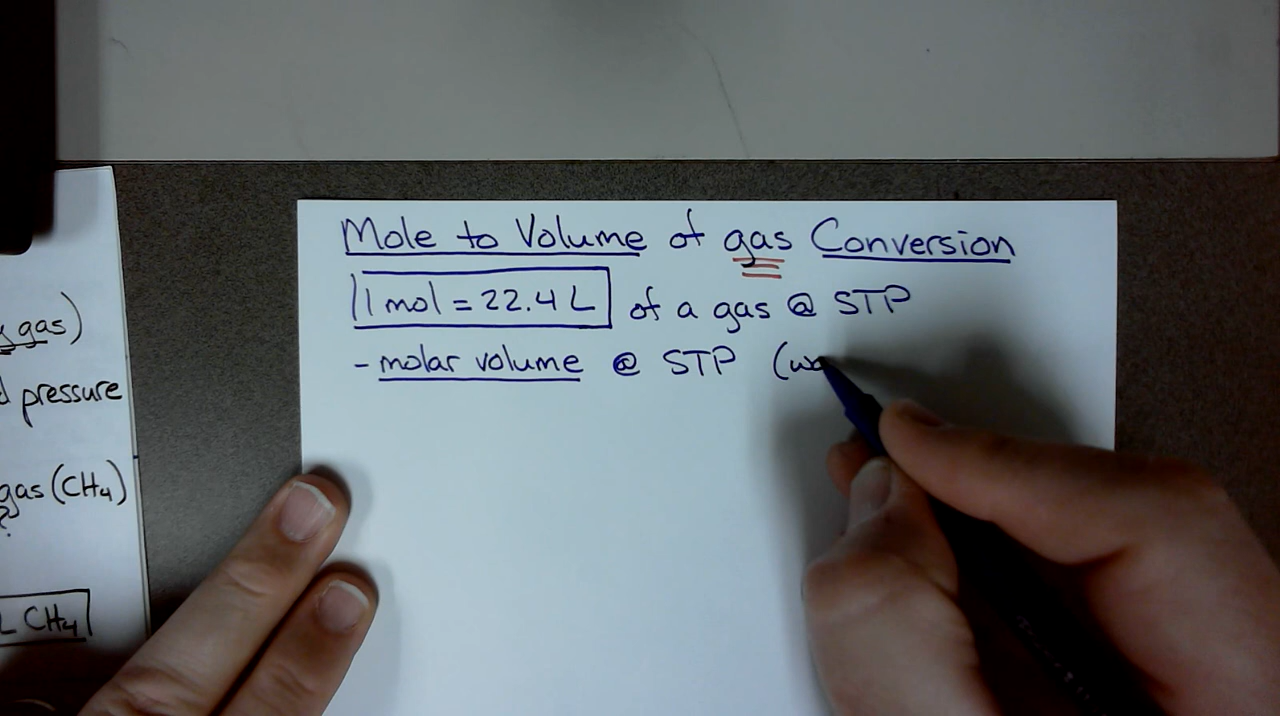 Mole to Volume of gas Conversion
1 mol = 22.4 L of a gas @ STP
- molar volume @ STP (wo
gas)
pressure
gas (CH₄)
?
L CH₄